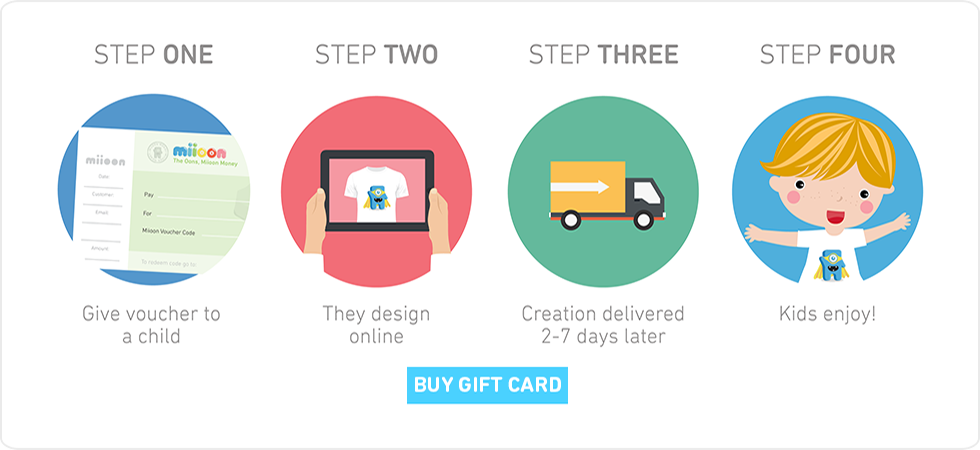 STEP ONE
STEP TWO
STEP THREE
STEP FOUR
miioon
Date
Customer
Email
Amount
miioon
The Oons, Miioon Money
Pay
For
Miioon Voucher Code
To redeem code go to:
Give voucher to
a child
They design
online
Creation delivered
2-7 days later
Kids enjoy!
BUY GIFT CARD